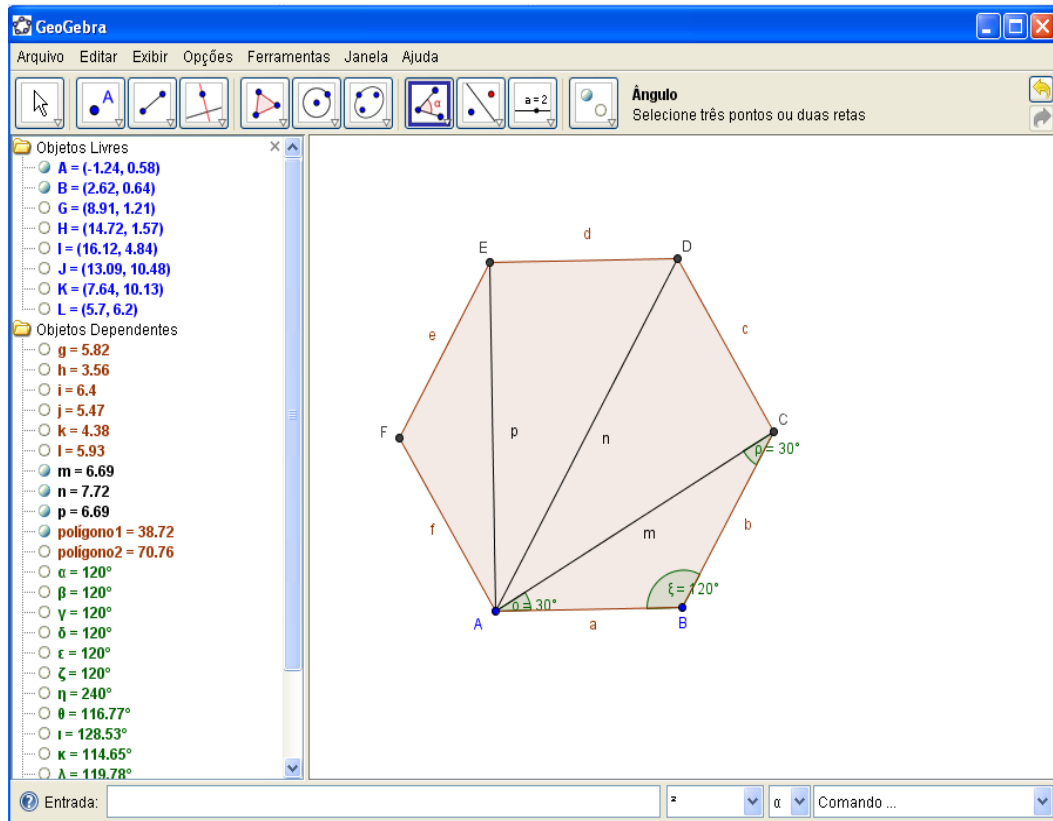 GeoGebra
Arquivo Editar Exibir Opções Ferramentas Janela Ajuda
A
α
a = 2
Ângulo
Selecione três pontos ou duas retas
Objetos Livres
A = (-1.24, 0.58)
B = (2.62, 0.64)
G = (8.91, 1.21)
H = (14.72, 1.57)
I = (16.12, 4.84)
J = (13.09, 10.48)
K = (7.64, 10.13)
L = (5.7, 6.2)
Objetos Dependentes
g = 5.82
h = 3.56
i = 6.4
j = 5.47
k = 4.38
l = 5.93
m = 6.69
n = 7.72
p = 6.69
polígono1 = 38.72
polígono2 = 70.76
α = 120°
β = 120°
γ = 120°
δ = 120°
ε = 120°
ζ = 120°
η = 240°
θ = 116.77°
ι = 128.53°
κ = 114.65°
λ = 119.78°
E d D
e c
F p n C
ρ = 30°
f m b
ξ = 120°
ο = 30°
A a B
Entrada: ² α Comando ...